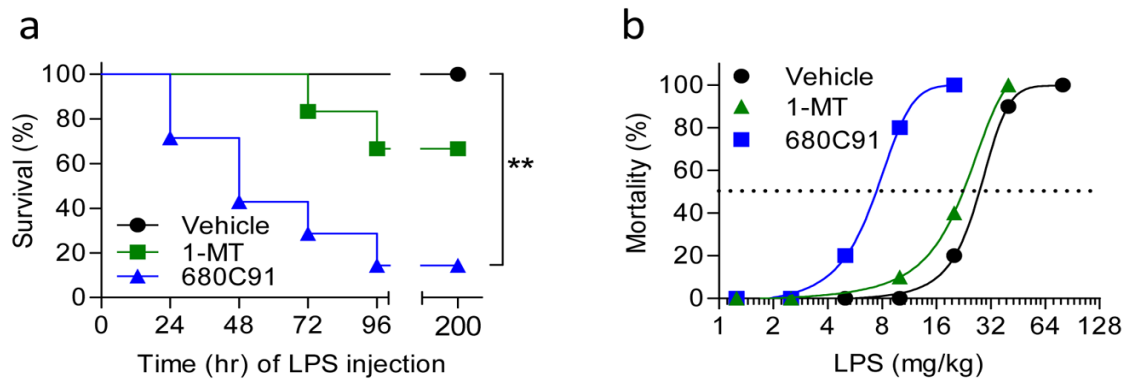 a
100
80
60
40
20
0
Survival (%)
Vehicle
1-MT
680C91
**
0 24 48 72 96 200
Time (hr) of LPS injection
b
100
80
60
40
20
0
Mortality (%)
Vehicle
1-MT
680C91
1 2 4 8 16 32 64 128
LPS (mg/kg)